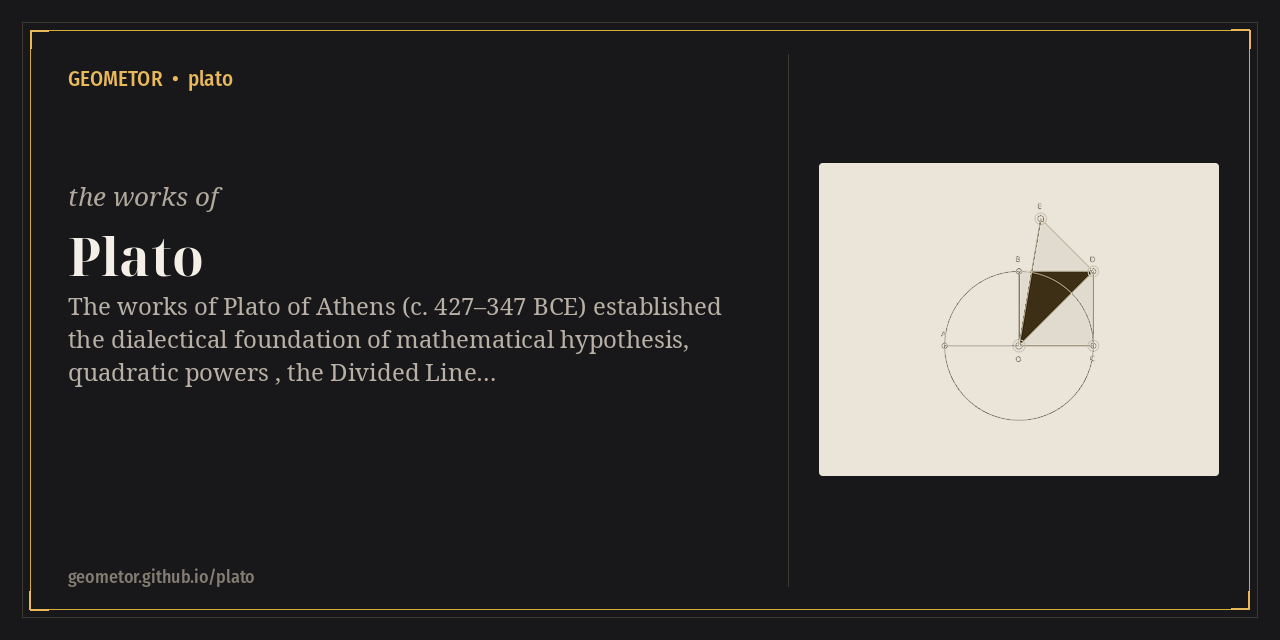 GEOMETOR • plato
the works of
Plato
The works of Plato of Athens (c. 427–347 BCE) established
the dialectical foundation of mathematical hypothesis,
quadratic powers , the Divided Line...
E
B
D
A
O
C
geometor.github.io/plato